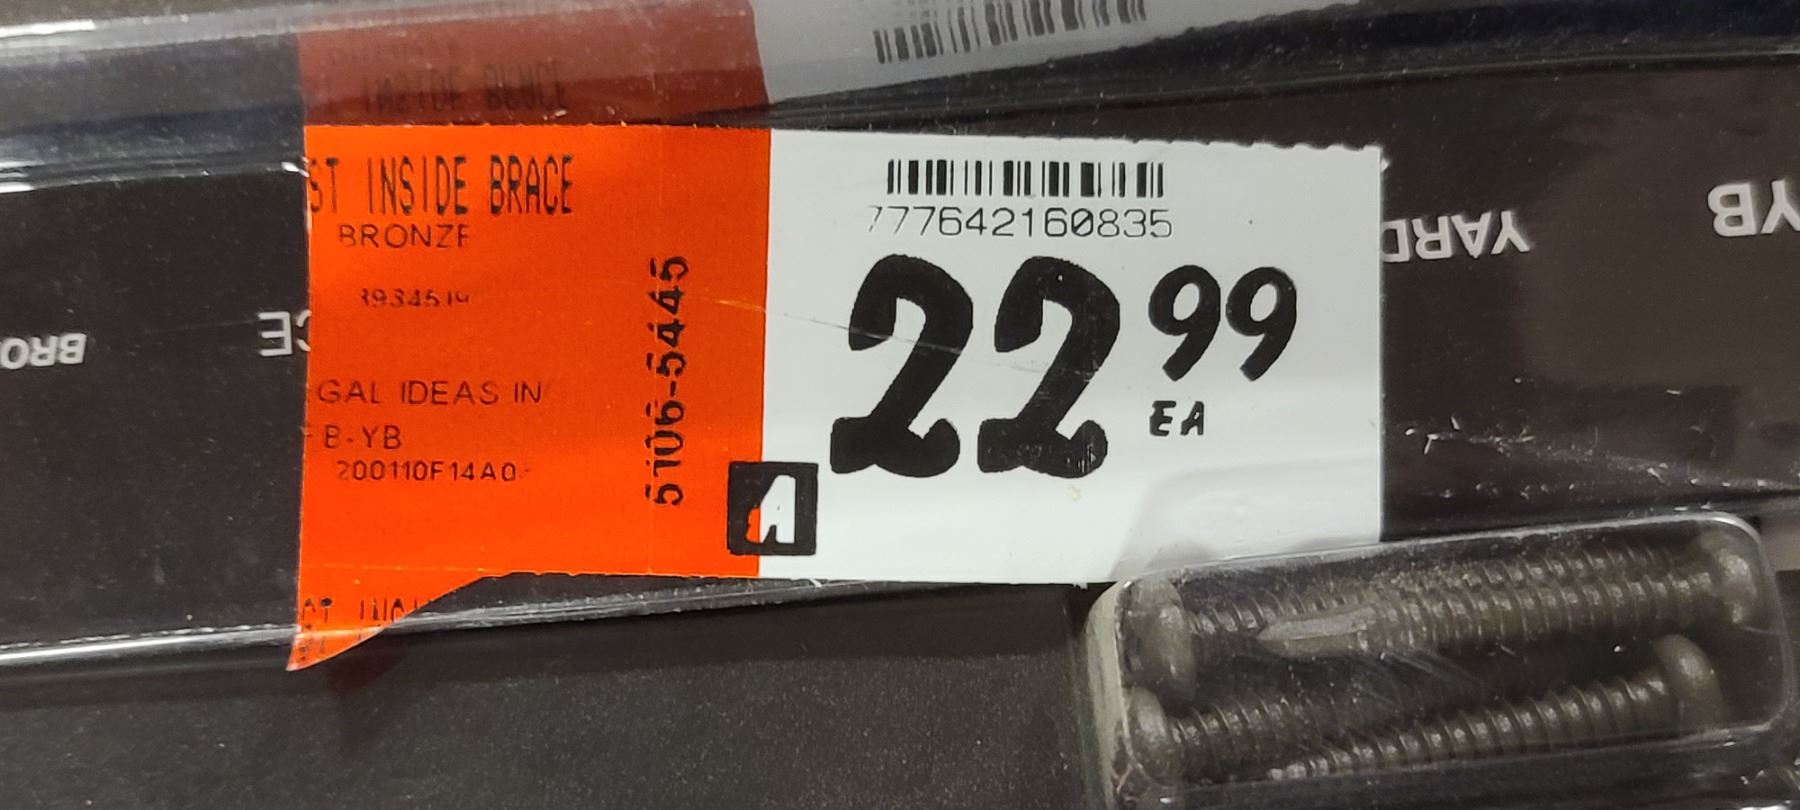 ST INSIDE BRACE
BRONZE
GAL IDEAS IN
B-YB
200110F14A0
5106-5445
777642160835
22 99
EA
A
YARD
YB
BRO
CE